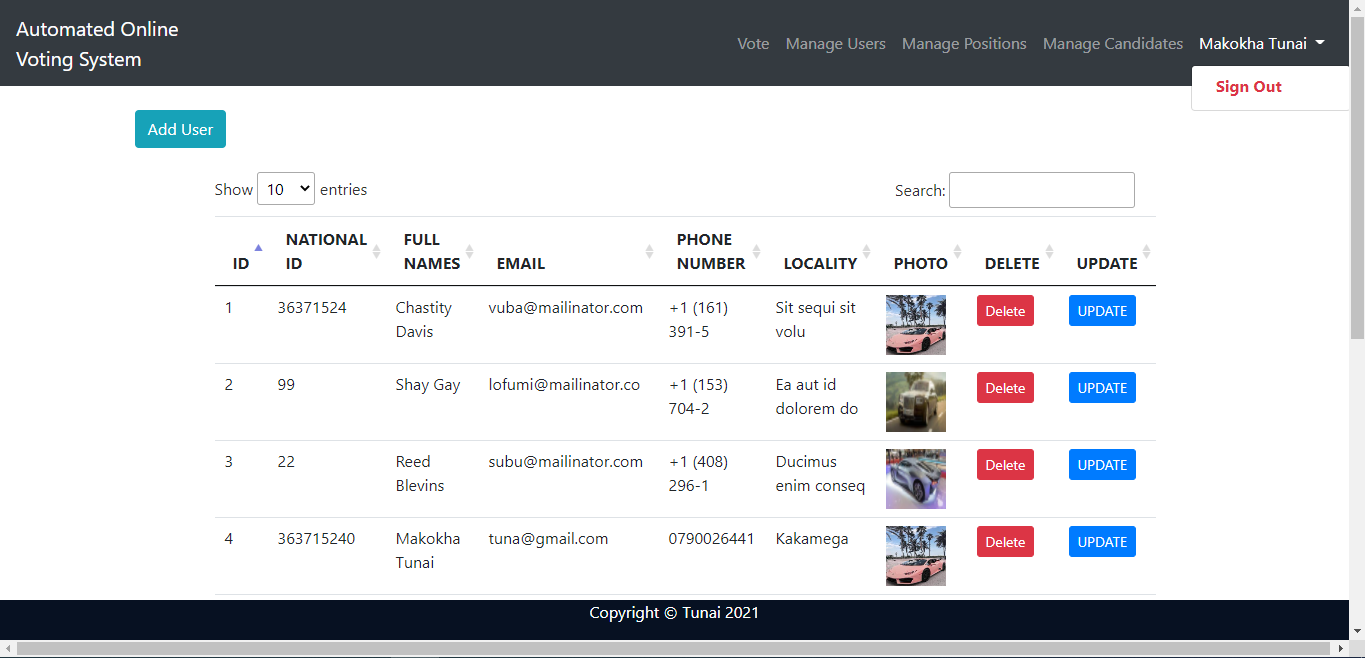 Automated Online
Voting System
Vote Manage Users Manage Positions Manage Candidates Makokha Tunai
Sign Out
Add User
Show 10 entries
Search:
ID NATIONAL ID FULL NAMES EMAIL PHONE NUMBER LOCALITY PHOTO DELETE UPDATE
1 36371524 Chastity Davis vuba@mailinator.com +1 (161) 391-5 Sit sequi sit volu Delete UPDATE
2 99 Shay Gay lofumi@mailinator.co +1 (153) 704-2 Ea aut id dolorem do Delete UPDATE
3 22 Reed Blevins subu@mailinator.com +1 (408) 296-1 Ducimus enim conseq Delete UPDATE
4 363715240 Makokha Tunai tuna@gmail.com 0790026441 Kakamega Delete UPDATE
Copyright © Tunai 2021